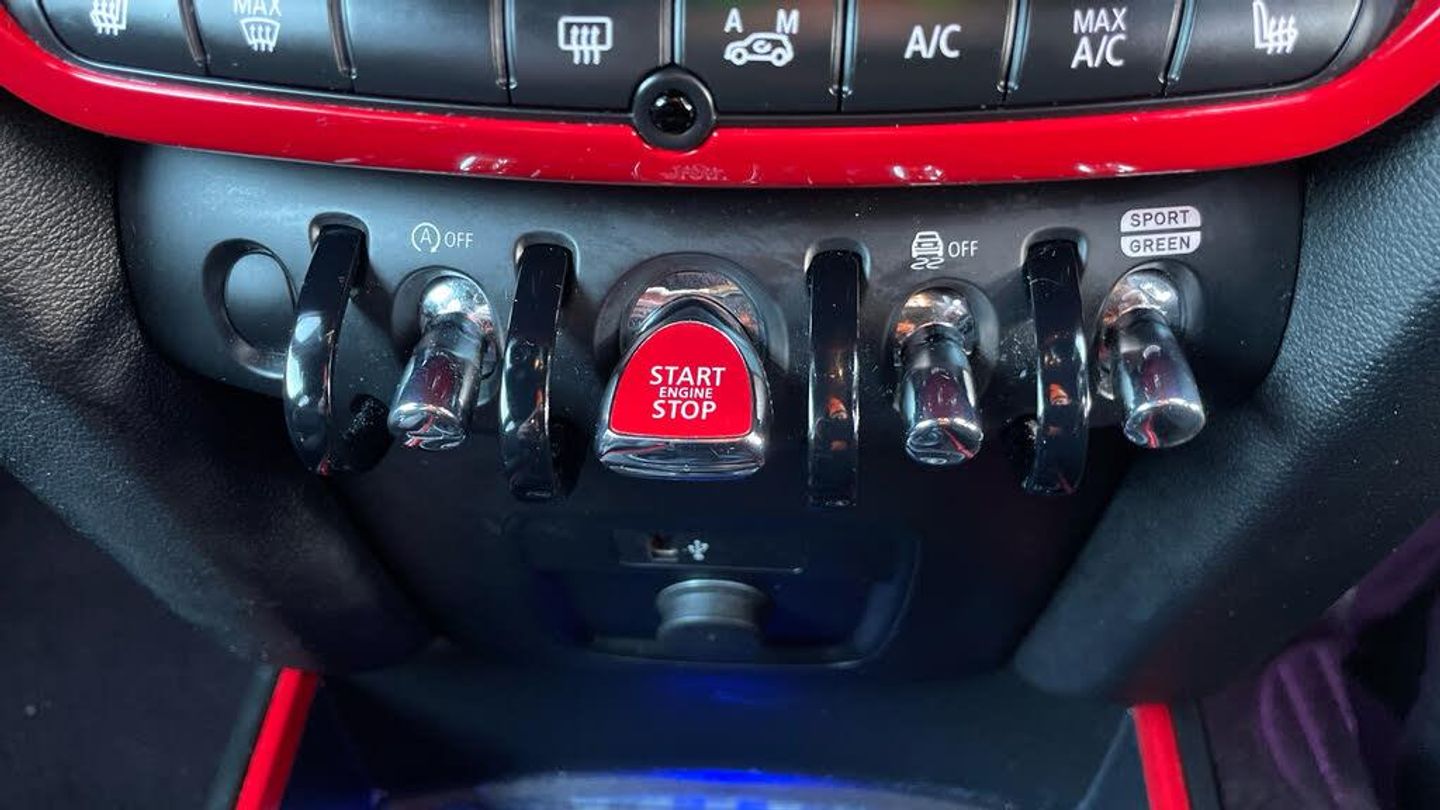 MAX
A M
A/C
MAX
A/C
A OFF
OFF
SPORT
GREEN
START
ENGINE
STOP